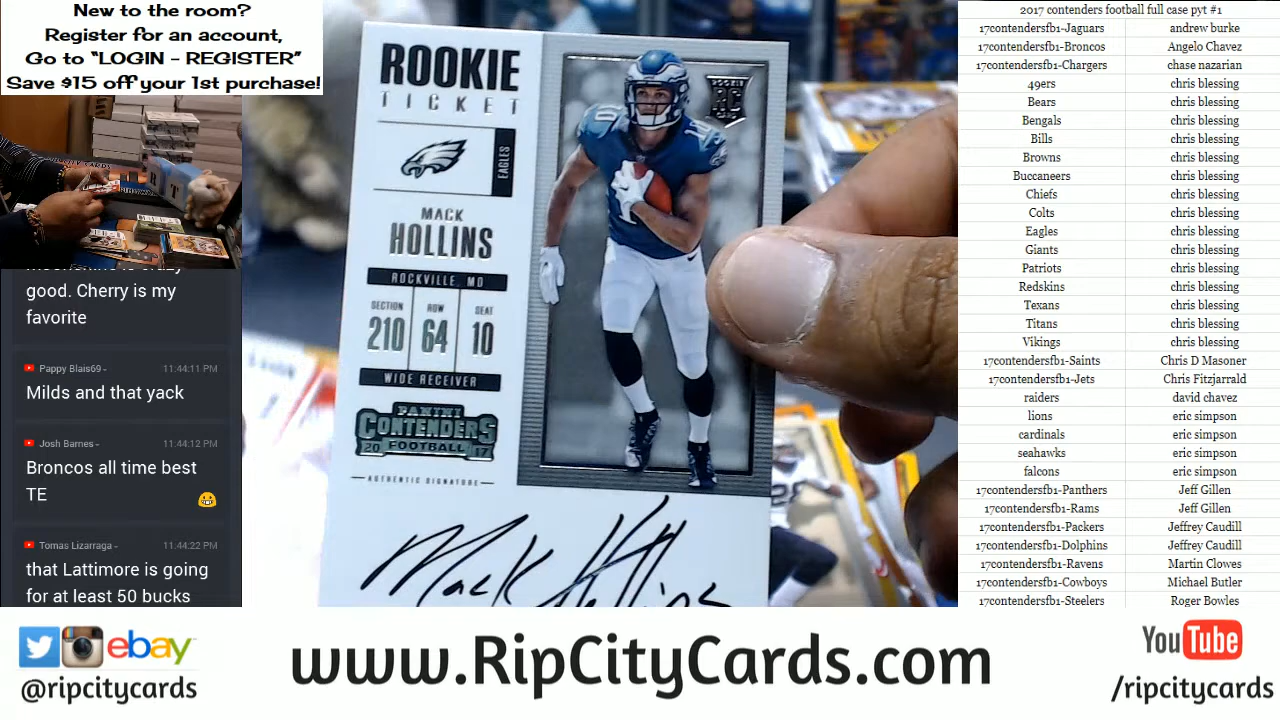 New to the room?
Register for an account,
Go to “LOGIN - REGISTER”
Save $15 off your 1st purchase!
good. Cherry is my
favorite
Pappy Blais69 - 11:44:11 PM
Milds and that yack
Josh Barnes - 11:44:12 PM
Broncos all time best
TE
Tomas Lizarraga - 11:44:22 PM
that Lattimore is going
for at least 50 bucks
ROOKIE
TICKET
EAGLES
MACK
HOLLINS
ROCKVILLE, MD
SECTION ROW SEAT
210 64 10
WIDE RECEIVER
PANINI
CONTENDERS
20 FOOTBALL 17
AUTHENTIC SIGNATURE
Mack Hollins
ROOKIE
RC
CARD
10
10
2017 contenders football full case pyt #1
17contendersfb1-Jaguars andrew burke
17contendersfb1-Broncos Angelo Chavez
17contendersfb1-Chargers chase nazarian
49ers chris blessing
Bears chris blessing
Bengals chris blessing
Bills chris blessing
Browns chris blessing
Buccaneers chris blessing
Chiefs chris blessing
Colts chris blessing
Eagles chris blessing
Giants chris blessing
Patriots chris blessing
Redskins chris blessing
Texans chris blessing
Titans chris blessing
Vikings chris blessing
17contendersfb1-Saints Chris D Masoner
17contendersfb1-Jets Chris Fitzjarrald
raiders david chavez
lions eric simpson
cardinals eric simpson
seahawks eric simpson
falcons eric simpson
17contendersfb1-Panthers Jeff Gillen
17contendersfb1-Rams Jeff Gillen
17contendersfb1-Packers Jeffrey Caudill
17contendersfb1-Dolphins Jeffrey Caudill
17contendersfb1-Ravens Martin Clowes
17contendersfb1-Cowboys Michael Butler
17contendersfb1-Steelers Roger Bowles
ebay
@ripcitycards
www.RipCityCards.com
YouTube
/ripcitycards